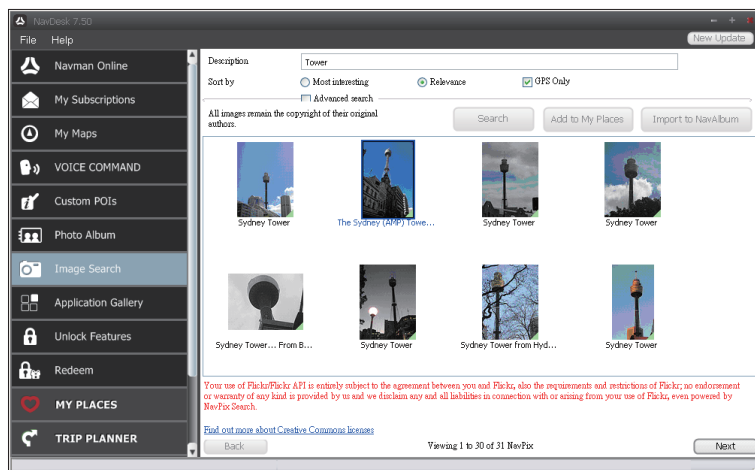 NavDesk 7.50
File Help
New Update
Navman Online
My Subscriptions
My Maps
VOICE COMMAND
Custom POIs
Photo Album
Image Search
Application Gallery
Unlock Features
Redeem
MY PLACES
TRIP PLANNER
Description Tower
Sort by Most interesting Relevance GPS Only
Advanced search
All images remain the copyright of their original
authors.
Search Add to My Places Import to NavAlbum
Sydney Tower The Sydney (AMP) Towe... Sydney Tower Sydney Tower
Sydney Tower... From B... Sydney Tower Sydney Tower from Hyd... Sydney Tower
Your use of Flickr/Flickr API is entirely subject to the agreement between you and Flickr, also the requirements and restrictions of Flickr; no endorsement
or warranty of any kind is provided by us and we disclaim any and all liabilities in connection with or arising from your use of Flickr, even powered by
NavPix Search.
Find out more about Creative Commons licenses
Back Viewing 1 to 30 of 31 NavPix Next